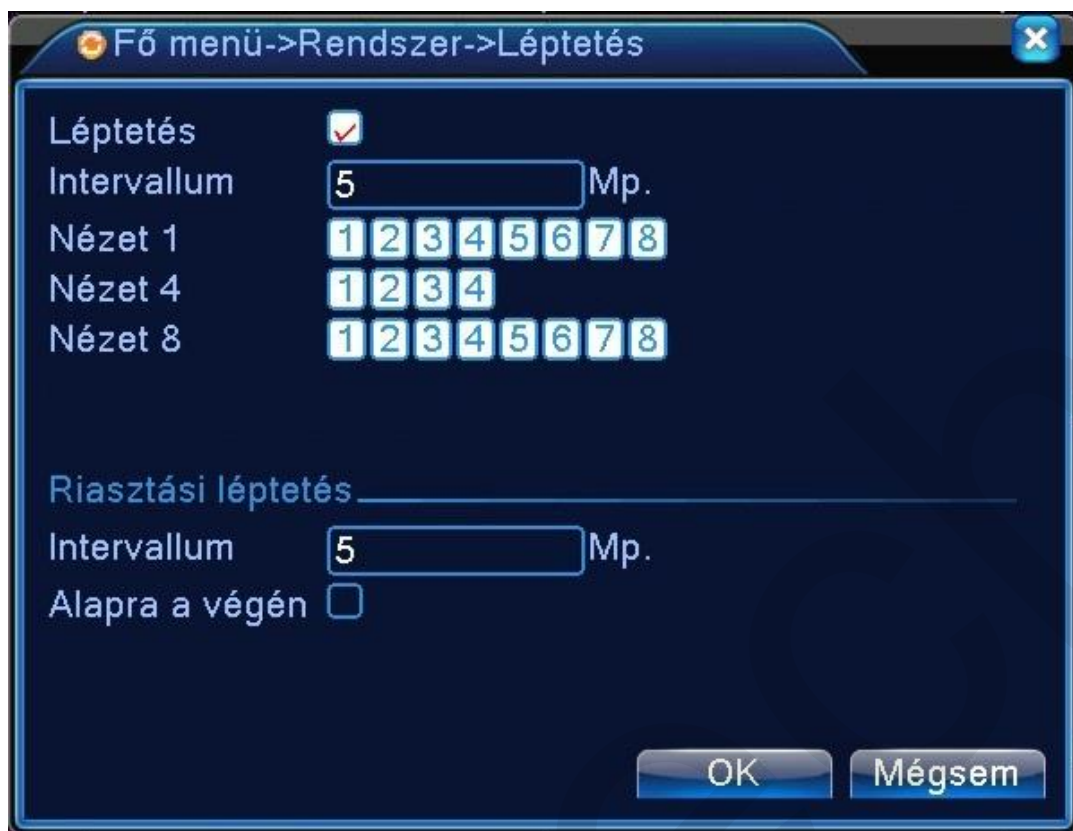 Fő menü->Rendszer->Léptetés
Léptetés
Intervallum 5 Mp.
Nézet 1 1 2 3 4 5 6 7 8
Nézet 4 1 2 3 4
Nézet 8 1 2 3 4 5 6 7 8
Riasztási léptetés
Intervallum 5 Mp.
Alapra a végén
OK Mégsem